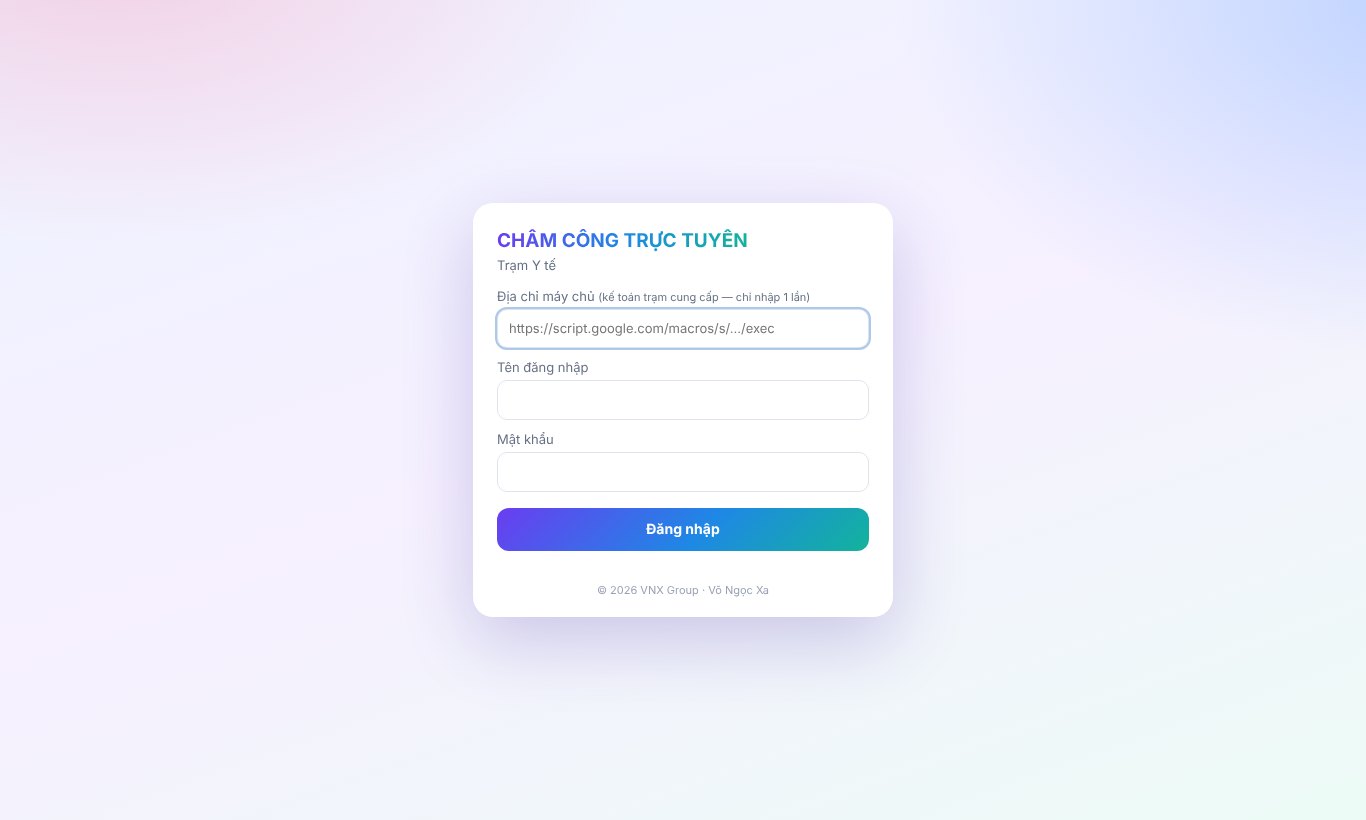 CHẤM CÔNG TRỰC TUYẾN
Trạm Y tế
Địa chỉ máy chủ (kế toán trạm cung cấp — chỉ nhập 1 lần)
https://script.google.com/macros/s/.../exec
Tên đăng nhập
Mật khẩu
Đăng nhập
© 2026 VNX Group · Võ Ngọc Xa